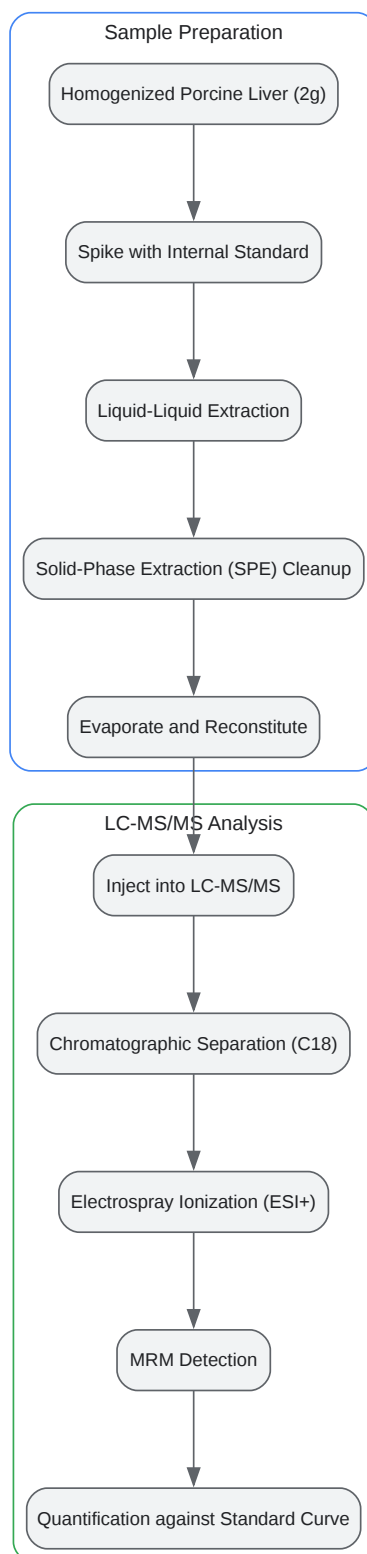 Sample Preparation
Homogenized Porcine Liver (2g)
Spike with Internal Standard
Liquid-Liquid Extraction
Solid-Phase Extraction (SPE) Cleanup
Evaporate and Reconstitute
LC-MS/MS Analysis
Inject into LC-MS/MS
Chromatographic Separation (C18)
Electrospray Ionization (ESI+)
MRM Detection
Quantification against Standard Curve